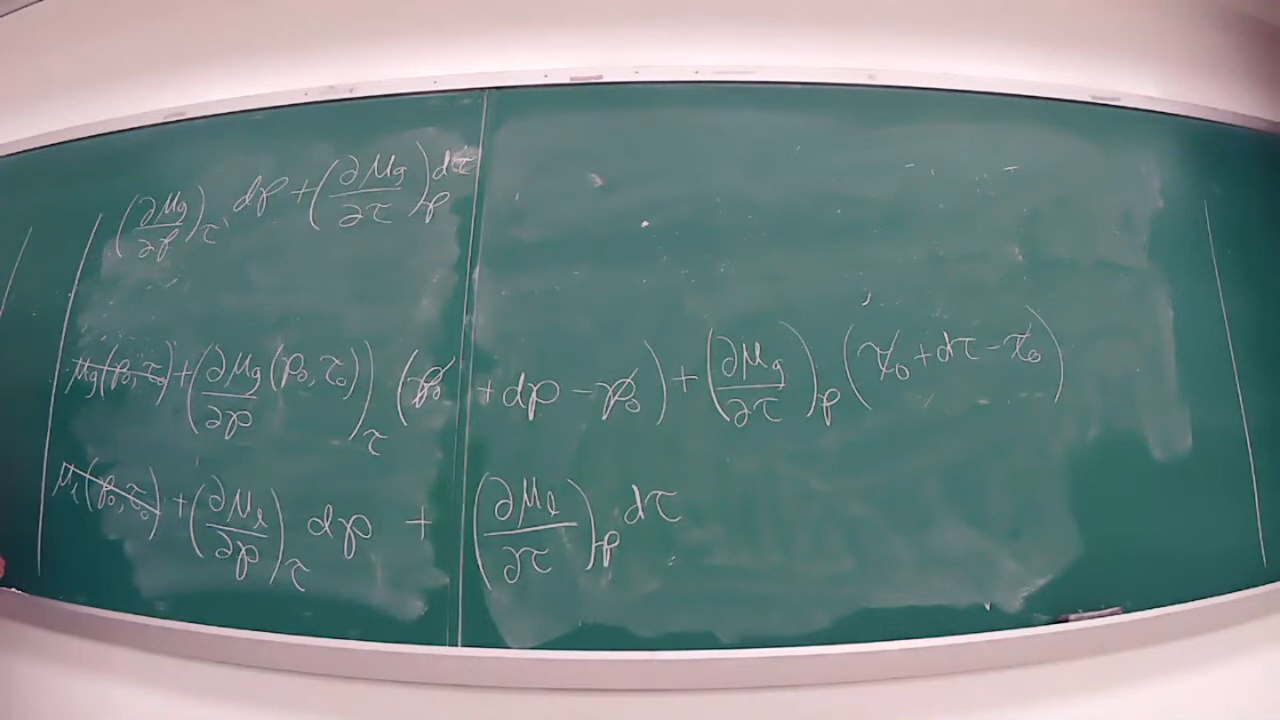 (∂μg/∂p)τ dp + (∂μg/∂τ)p dτ
μg(p₀, τ₀) + (∂μg(p₀, τ₀)/∂p)τ (p₀ + dp − p₀) + (∂μg/∂τ)p (τ₀ + dτ − τ₀)
μℓ(p₀, τ₀) + (∂μℓ/∂p)τ dp + (∂μℓ/∂τ)p dτ